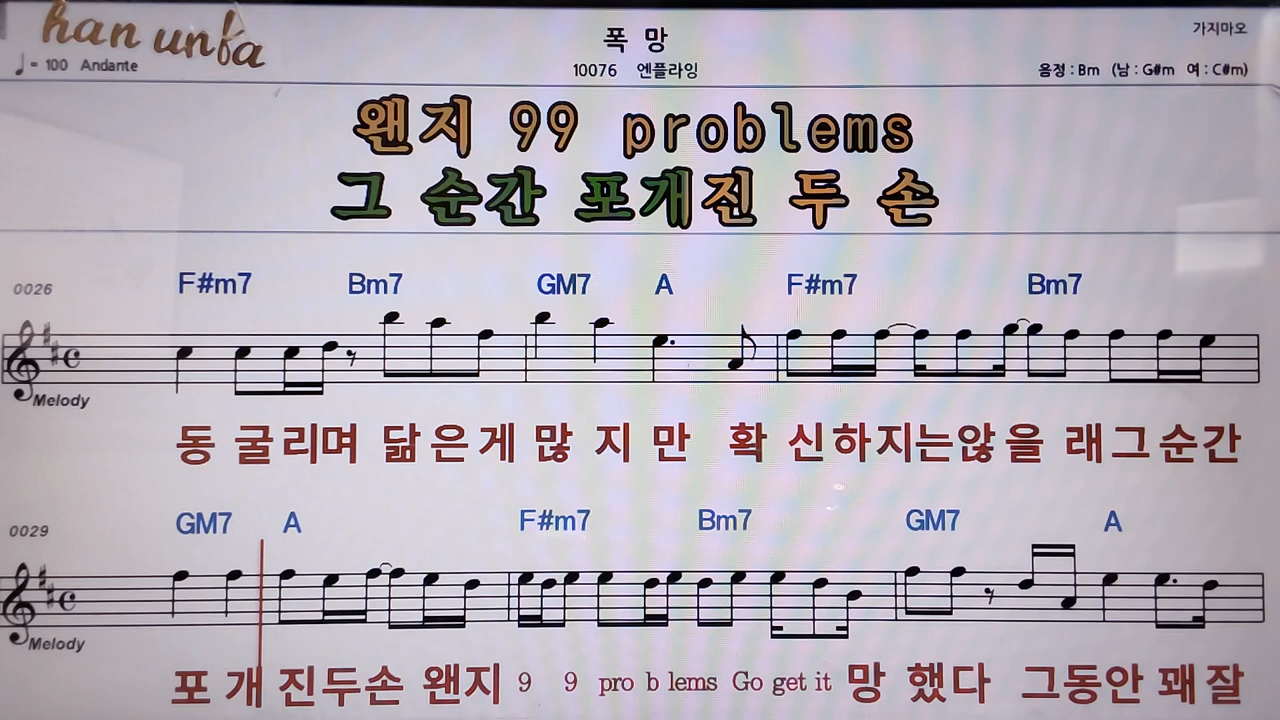 han unba
폭 망
가지마오
♩= 100 Andante
10076 엔플라잉
음정 : Bm (남 : G#m 여 : C#m)
왠지 99 problems
그 순간 포개진 두 손
F#m7 Bm7 GM7 A F#m7 Bm7
0026
Melody
동 굴리며 닮은게 많 지 만 확 신하지는않을 래그순간
GM7 A F#m7 Bm7 GM7 A
0029
Melody
포 개 진두손 왠지 9 9 pro b lems Go get it 망 했다 그동안 꽤 잘